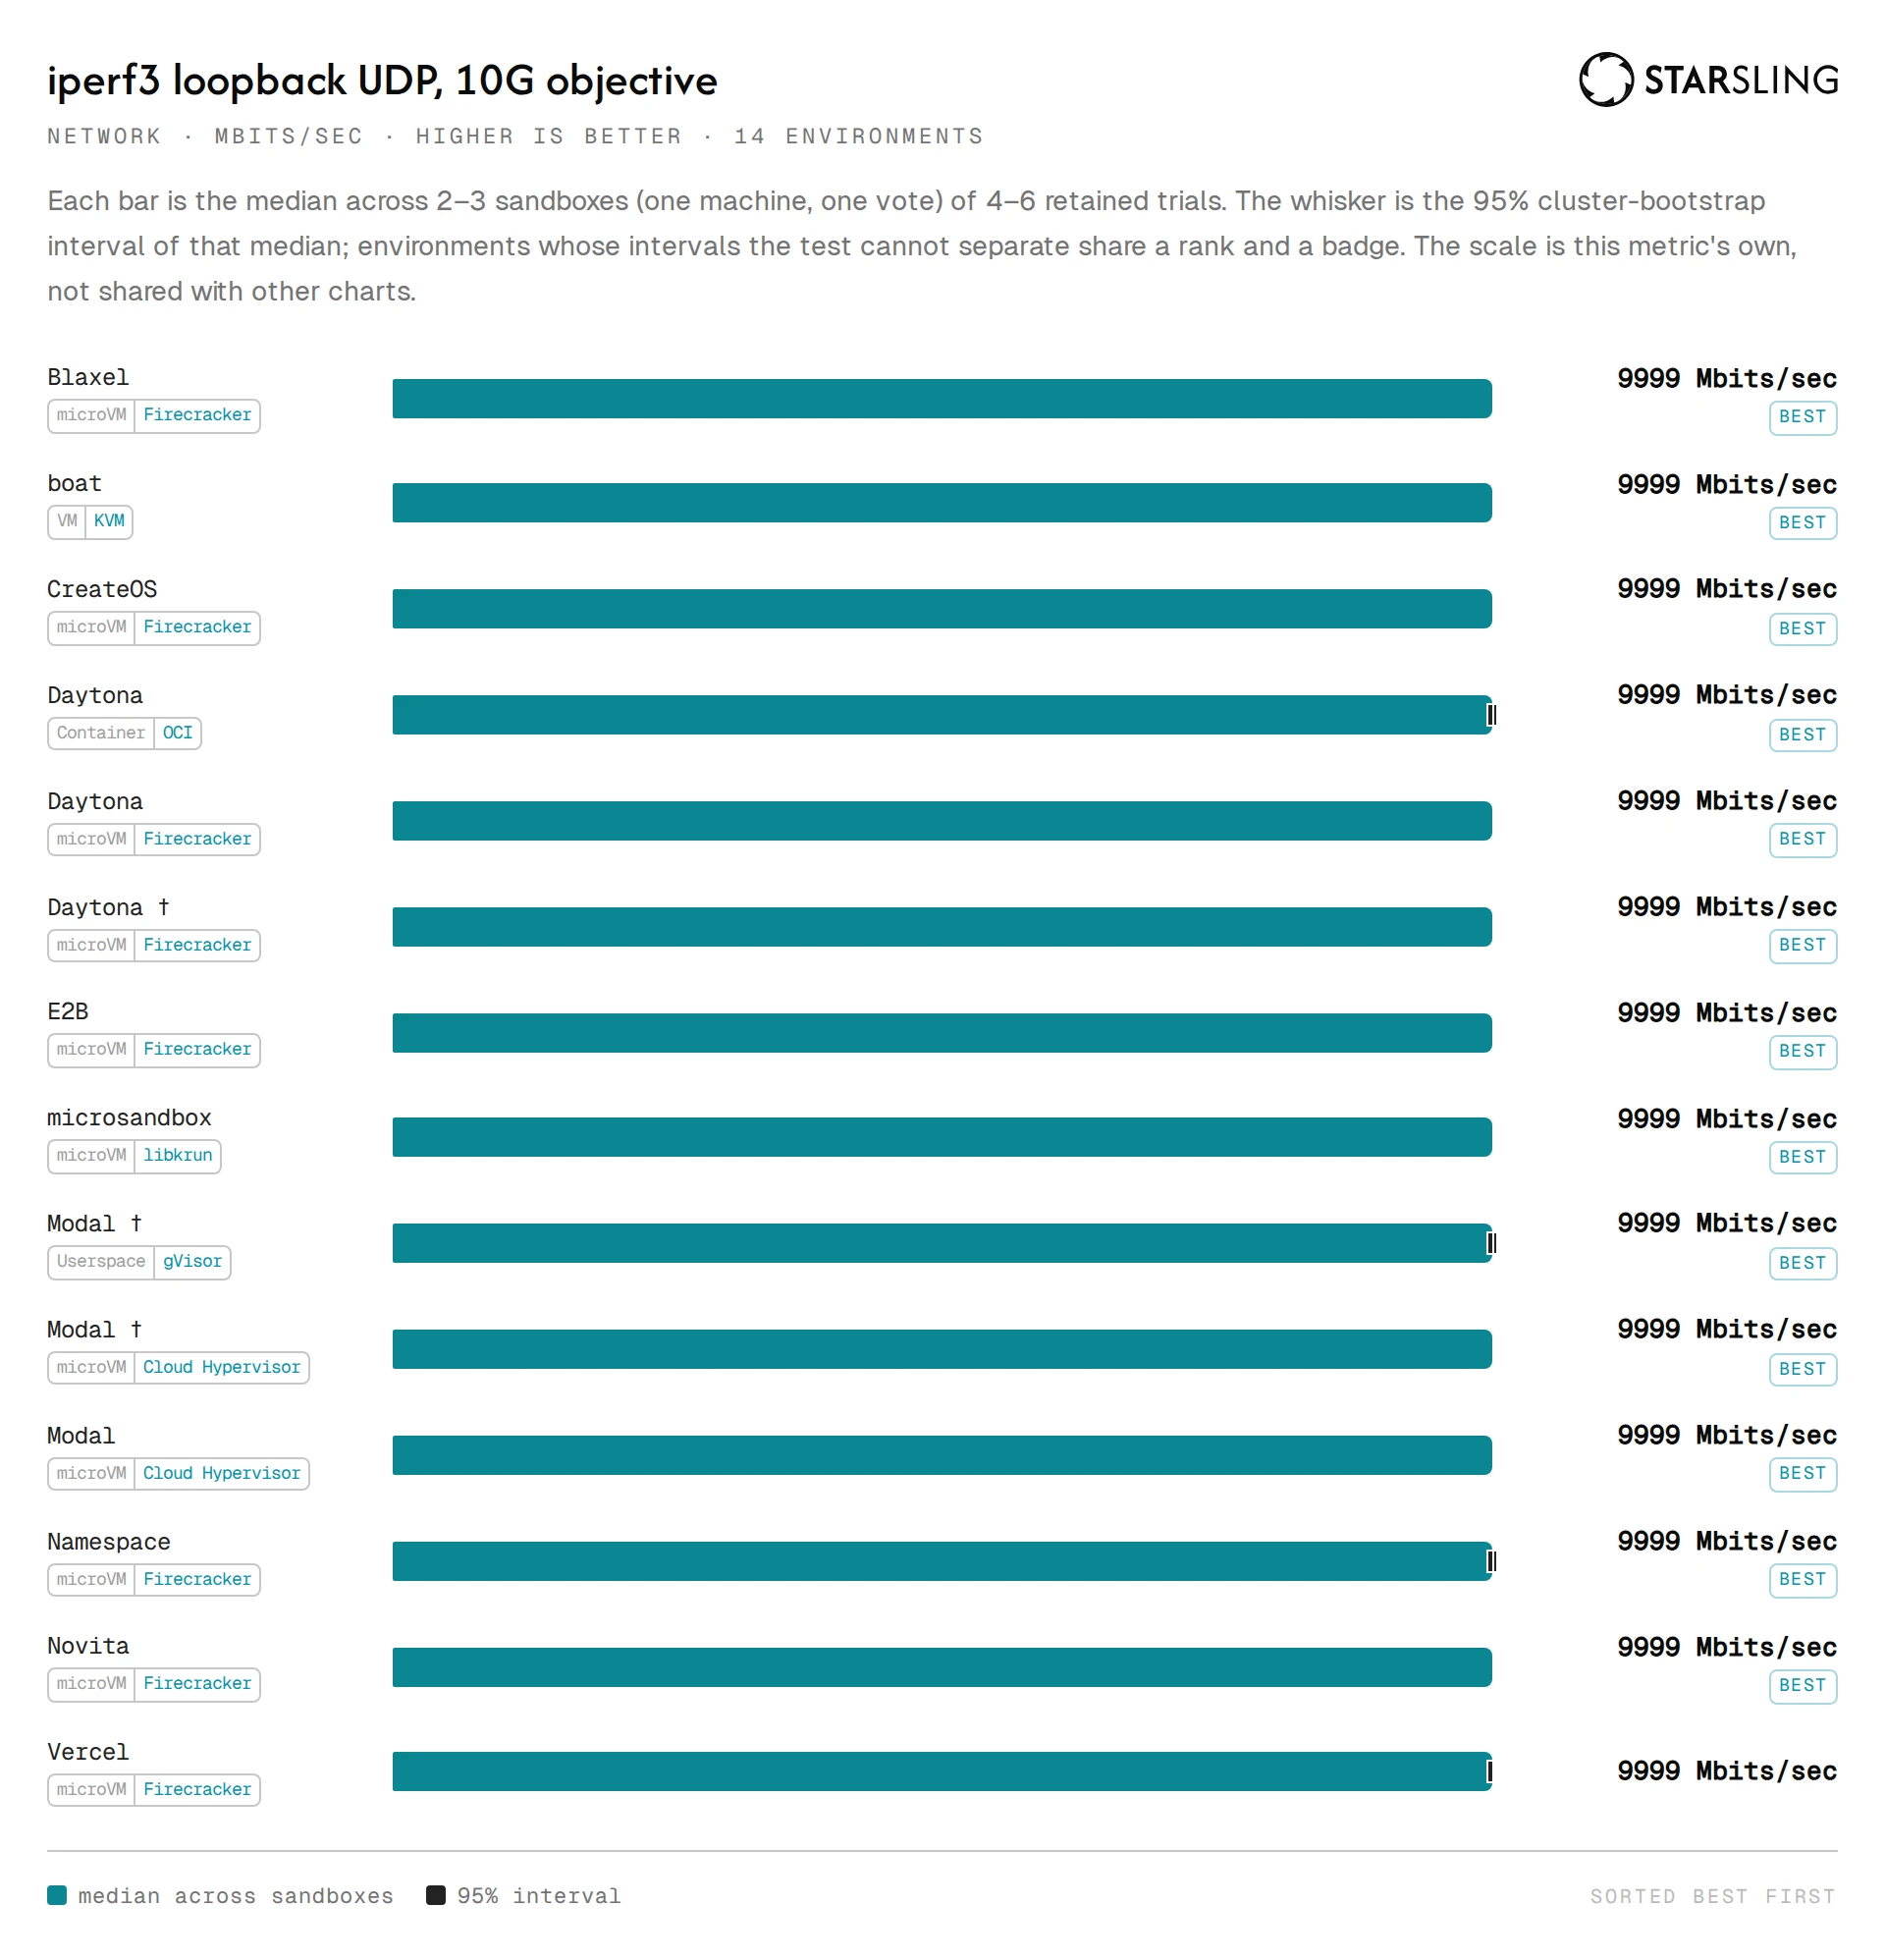 iperf3 loopback UDP, 10G objective
STARSLING
NETWORK · MBITS/SEC · HIGHER IS BETTER · 14 ENVIRONMENTS
Each bar is the median across 2–3 sandboxes (one machine, one vote) of 4–6 retained trials. The whisker is the 95% cluster-bootstrap
interval of that median; environments whose intervals the test cannot separate share a rank and a badge. The scale is this metric's own,
not shared with other charts.
Blaxel
microVM Firecracker
9999 Mbits/sec
BEST
boat
VM KVM
9999 Mbits/sec
BEST
CreateOS
microVM Firecracker
9999 Mbits/sec
BEST
Daytona
Container OCI
9999 Mbits/sec
BEST
Daytona
microVM Firecracker
9999 Mbits/sec
BEST
Daytona †
microVM Firecracker
9999 Mbits/sec
BEST
E2B
microVM Firecracker
9999 Mbits/sec
BEST
microsandbox
microVM libkrun
9999 Mbits/sec
BEST
Modal †
Userspace gVisor
9999 Mbits/sec
BEST
Modal †
microVM Cloud Hypervisor
9999 Mbits/sec
BEST
Modal
microVM Cloud Hypervisor
9999 Mbits/sec
BEST
Namespace
microVM Firecracker
9999 Mbits/sec
BEST
Novita
microVM Firecracker
9999 Mbits/sec
BEST
Vercel
microVM Firecracker
9999 Mbits/sec
median across sandboxes
95% interval
SORTED BEST FIRST